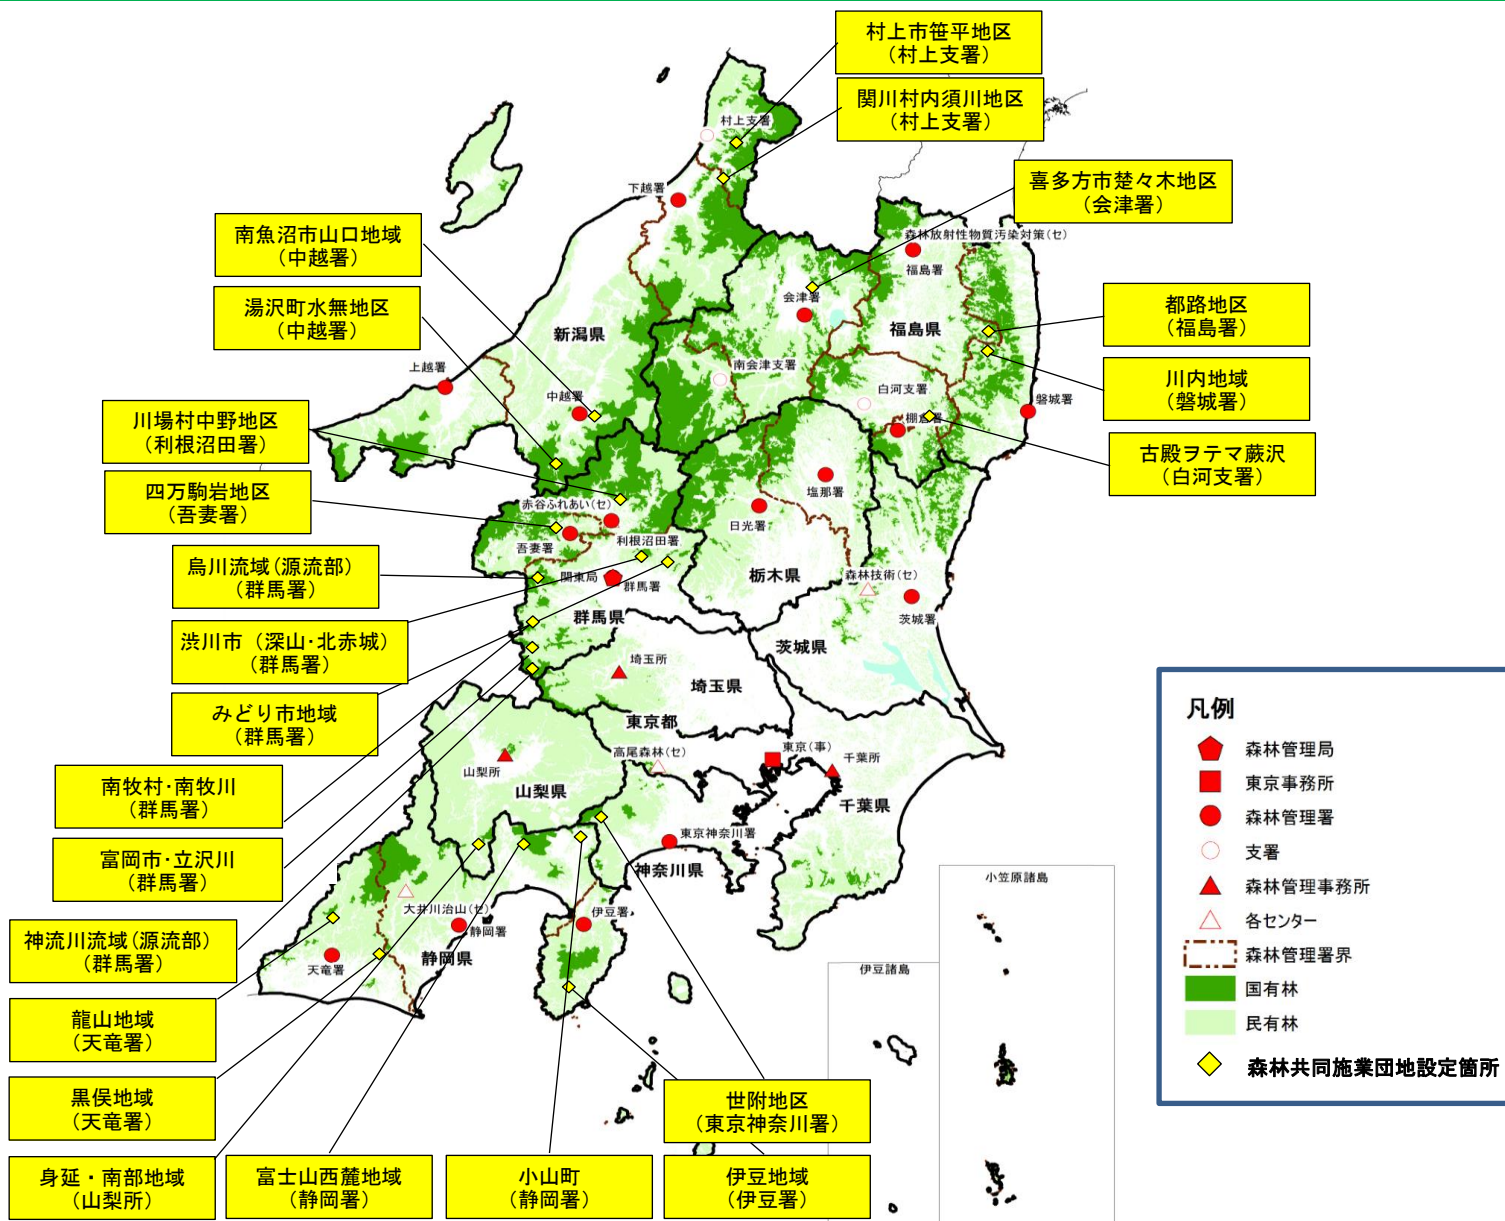 村上市笹平地区
（村上支署）
関川村内須川地区
（村上支署）
喜多方市楚々木地区
（会津署）
南魚沼市山口地域
（中越署）
湯沢町水無地区
（中越署）
都路地区
（福島署）
川内地域
（磐城署）
古殿ヲテマ蕨沢
（白河支署）
川場村中野地区
（利根沼田署）
四万駒岩地区
（吾妻署）
烏川流域（源流部）
（群馬署）
渋川市（深山・北赤城）
（群馬署）
みどり市地域
（群馬署）
南牧村・南牧川
（群馬署）
富岡市・立沢川
（群馬署）
神流川流域（源流部）
（群馬署）
龍山地域
（天竜署）
黒俣地域
（天竜署）
身延・南部地域
（山梨所）
富士山西麓地域
（静岡署）
小山町
（静岡署）
世附地区
（東京神奈川署）
伊豆地域
（伊豆署）
村上支署
下越署
森林放射性物質汚染対策（セ）
福島署
会津署
福島県
新潟県
上越署
中越署
南会津支署
白河支署
棚倉署
磐城署
塩那署
日光署
赤谷ふれあい（セ）
利根沼田署
吾妻署
関東局
群馬署
栃木県
森林技術（セ）
茨城署
群馬県
茨城県
埼玉所
埼玉県
東京都
高尾森林（セ）
東京（事）
千葉所
山梨所
山梨県
千葉県
東京神奈川署
神奈川県
大井川治山（セ）
静岡署
伊豆署
天竜署
静岡県
小笠原諸島
伊豆諸島
凡例
森林管理局
東京事務所
森林管理署
支署
森林管理事務所
各センター
森林管理署界
国有林
民有林
森林共同施業団地設定箇所